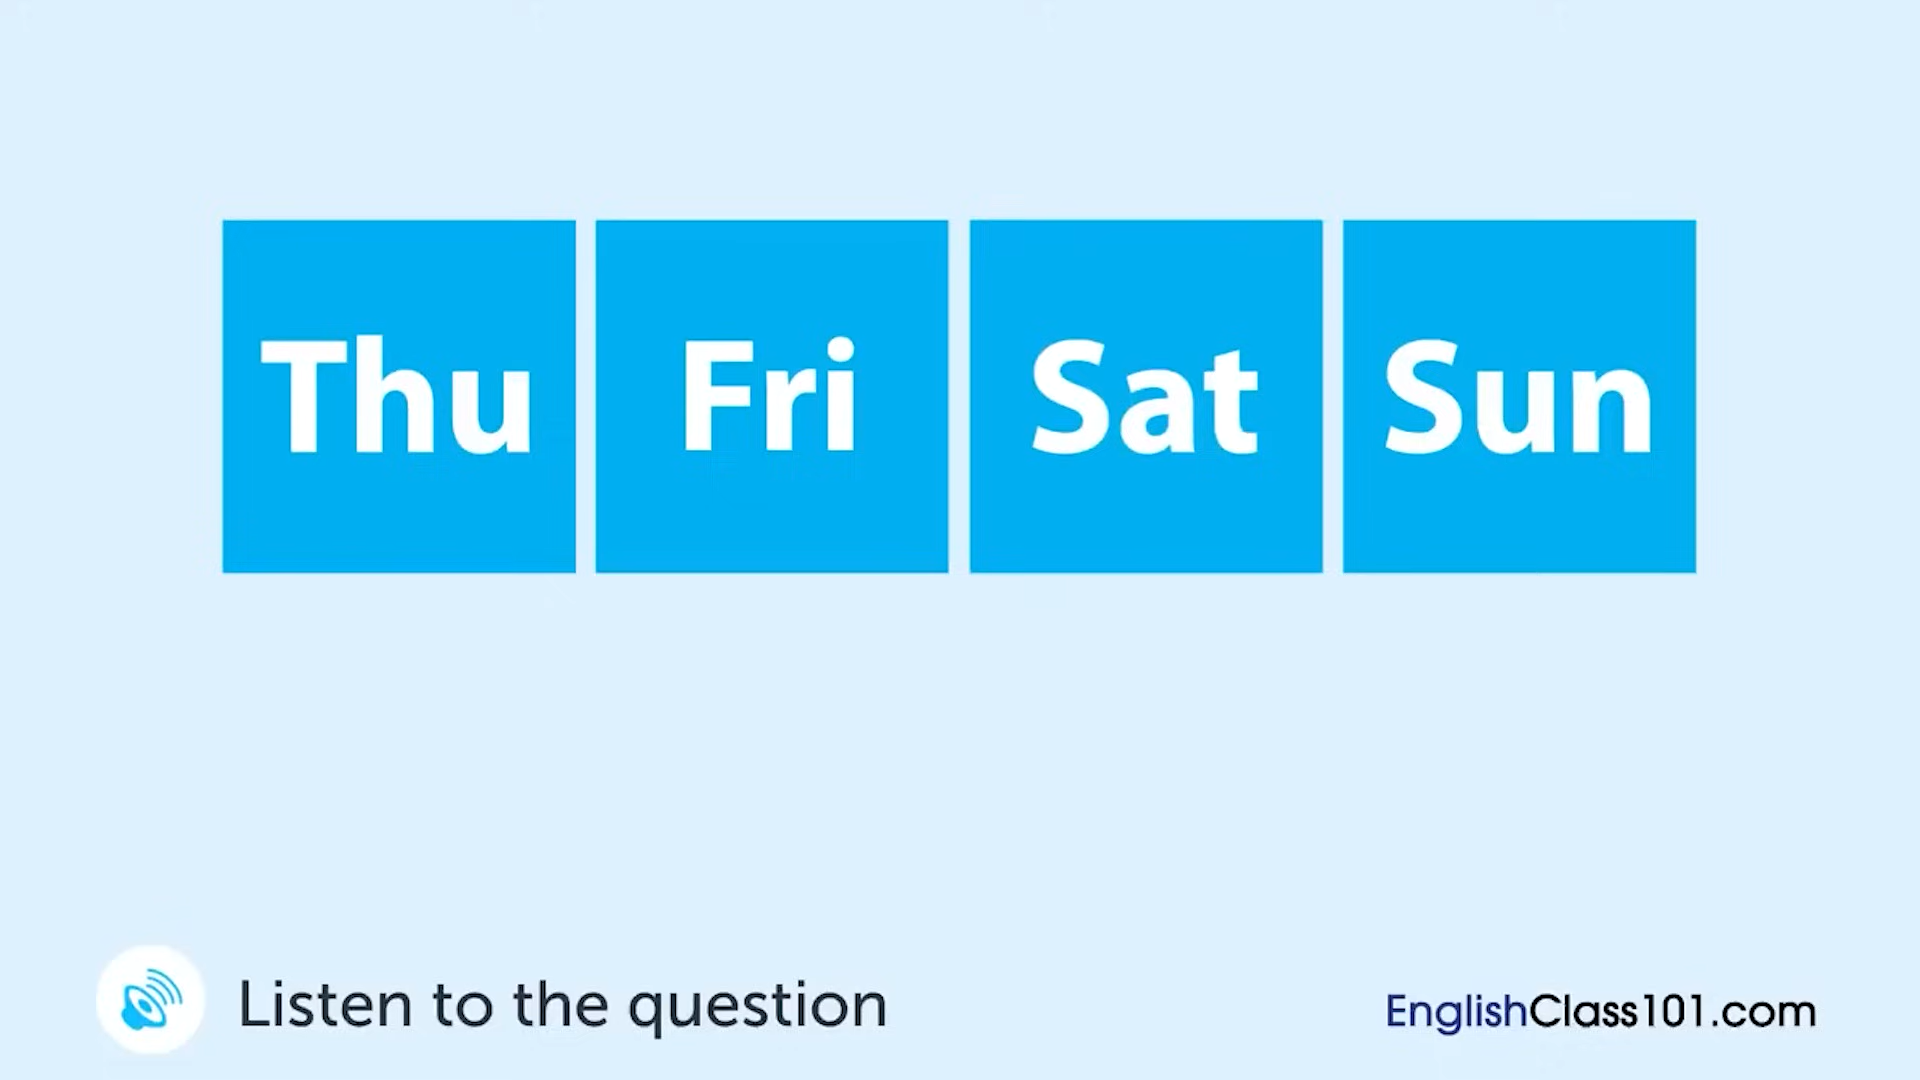 Thu Fri Sat Sun
Listen to the question
EnglishClass101.com